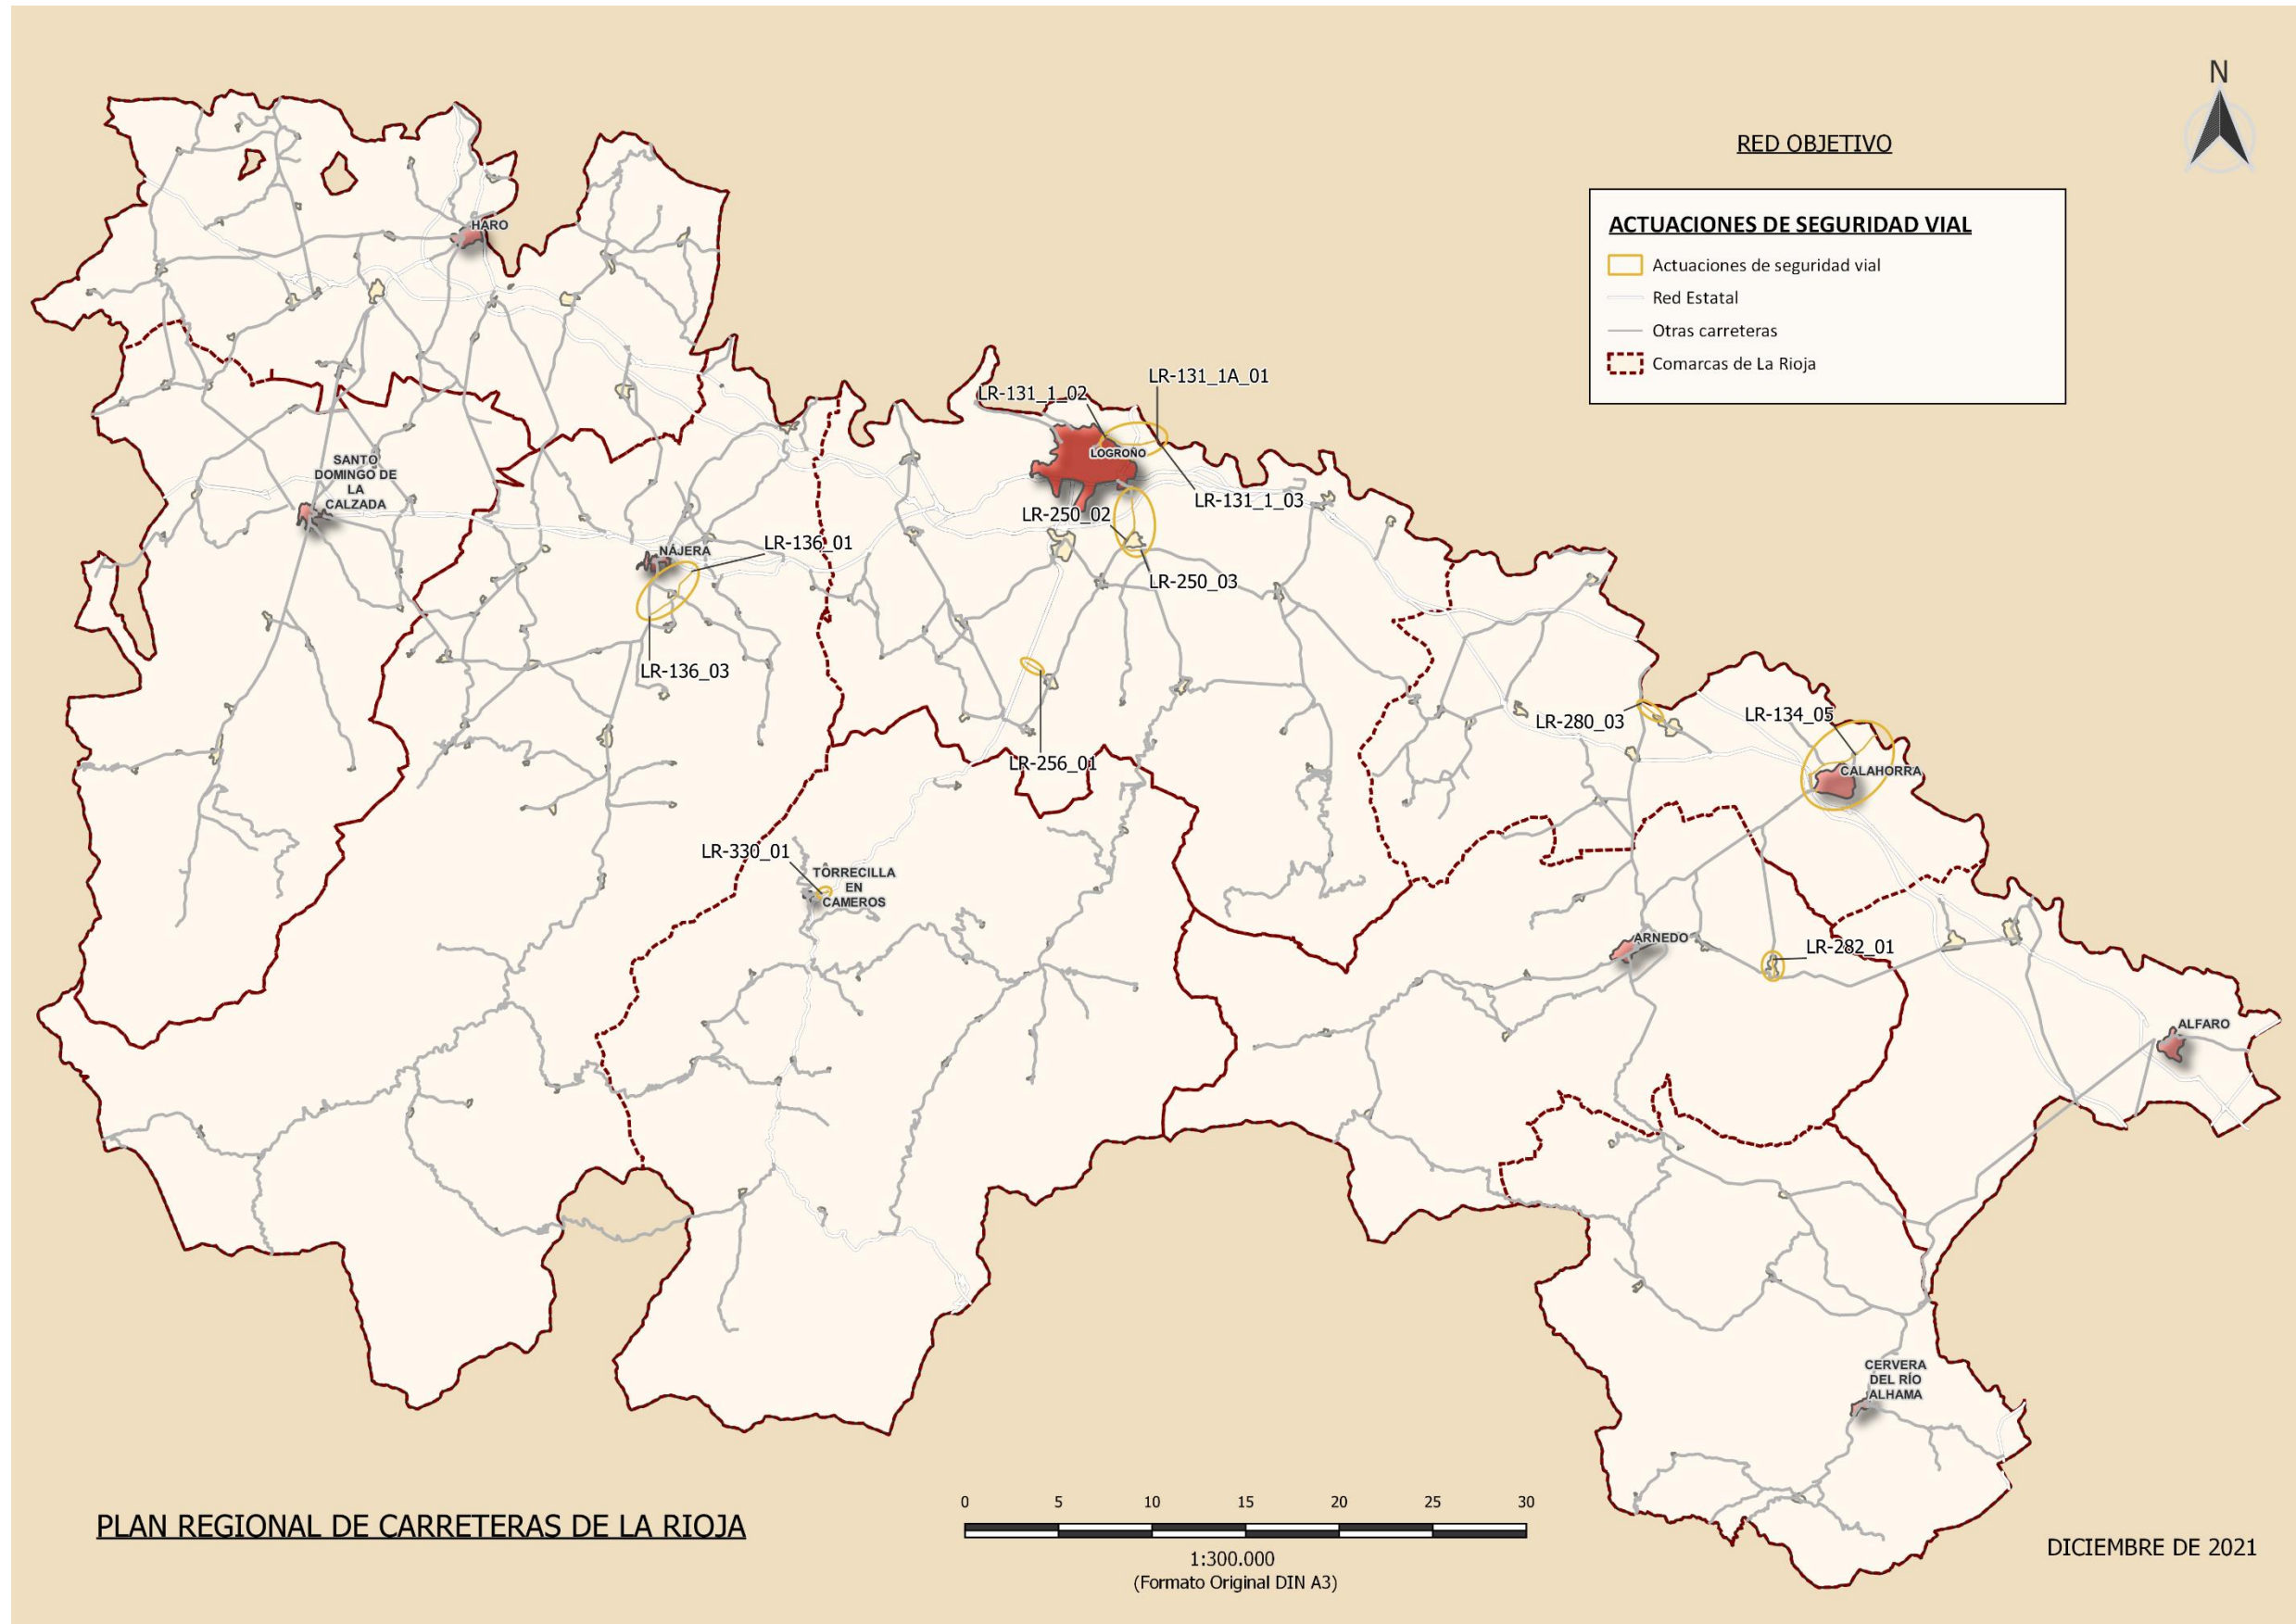 N
RED OBJETIVO
ACTUACIONES DE SEGURIDAD VIAL
Actuaciones de seguridad vial
Red Estatal
Otras carreteras
Comarcas de La Rioja
HARO
LR-131_1A_01
LR-131_1_02
LOGROÑO
SANTO
DOMINGO DE
LA
CALZADA
LR-131_1_03
LR-250_02
NÁJERA
LR-136_01
LR-250_03
LR-136_03
LR-280_03
LR-134_05
LR-256_01
CALAHORRA
LR-330_01
TORRECILLA
EN
CAMEROS
ARNEDO
LR-282_01
ALFARO
CERVERA
DEL RÍO
ALHAMA
PLAN REGIONAL DE CARRETERAS DE LA RIOJA
0 5 10 15 20 25 30
1:300.000
(Formato Original DIN A3)
DICIEMBRE DE 2021